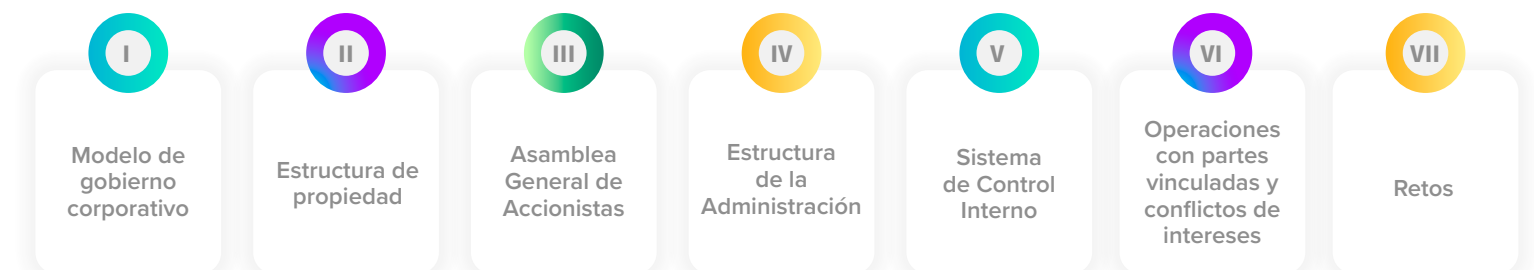 I
Modelo de
gobierno
corporativo
II
Estructura de
propiedad
III
Asamblea
General de
Accionistas
IV
Estructura
de la
Administración
V
Sistema
de Control
Interno
VI
Operaciones
con partes
vinculadas y
conflictos de
intereses
VII
Retos